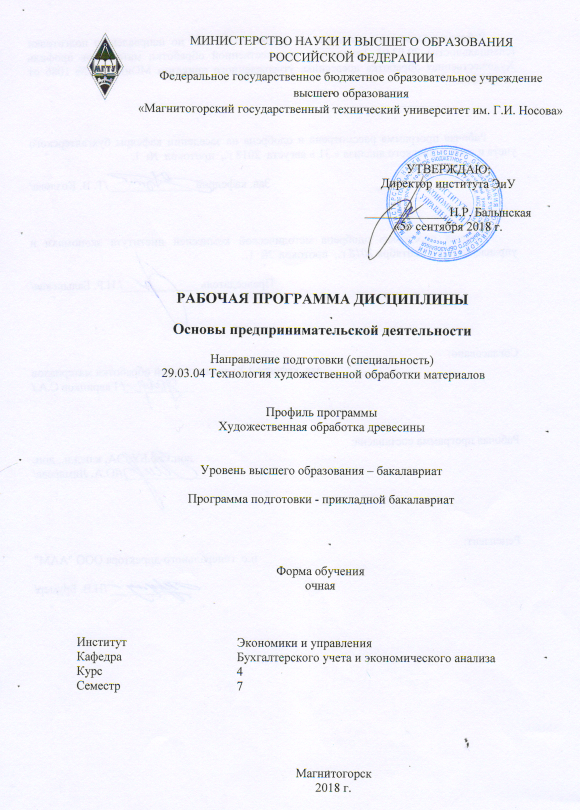 МИНИСТЕРСТВО НАУКИ И ВЫСШЕГО ОБРАЗОВАНИЯ
РОССИЙСКОЙ ФЕДЕРАЦИИ
Федеральное государственное бюджетное образовательное учреждение
высшего образования
«Магнитогорский государственный технический университет им. Г.И. Носова»
МГТУ
УТВЕРЖДАЮ:
Директор института ЭиУ
Н.Р. Балынская
«5» сентября 2018 г.
РАБОЧАЯ ПРОГРАММА ДИСЦИПЛИНЫ
Основы предпринимательской деятельности
Направление подготовки (специальность)
29.03.04 Технология художественной обработки материалов
Профиль программы
Художественная обработка древесины
Уровень высшего образования – бакалавриат
Программа подготовки - прикладной бакалавриат
Форма обучения
очная
Институт Экономики и управления
Кафедра Бухгалтерского учета и экономического анализа
Курс 4
Семестр 7
Магнитогорск
2018 г.